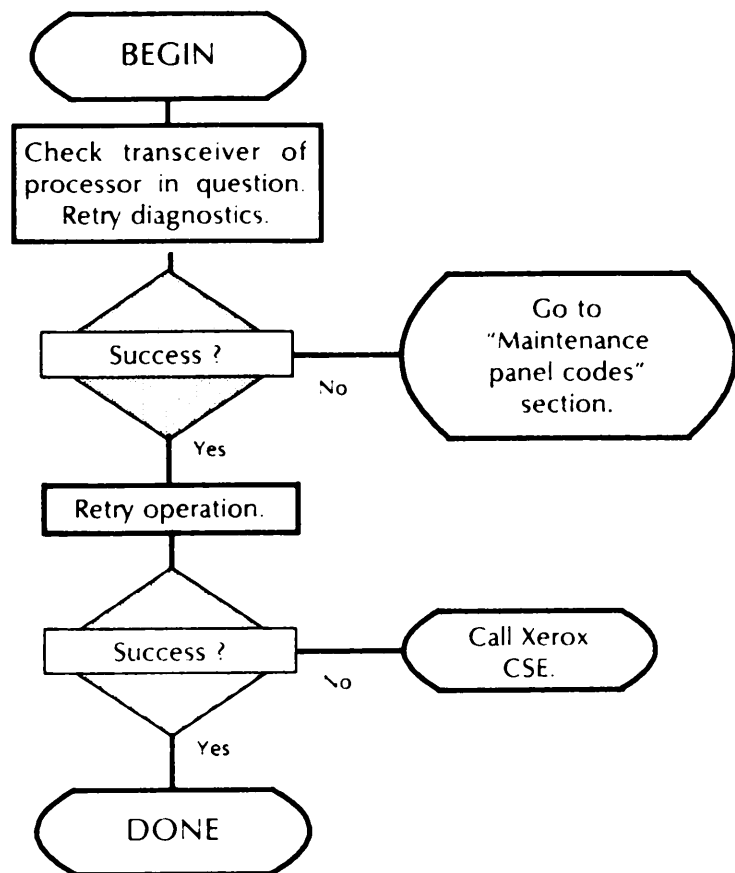 BEGIN
Check transceiver of
processor in question.
Retry diagnostics.
Success ?
No
Go to
"Maintenance
panel codes"
section.
Yes
Retry operation.
Success ?
No
Call Xerox
CSE.
Yes
DONE